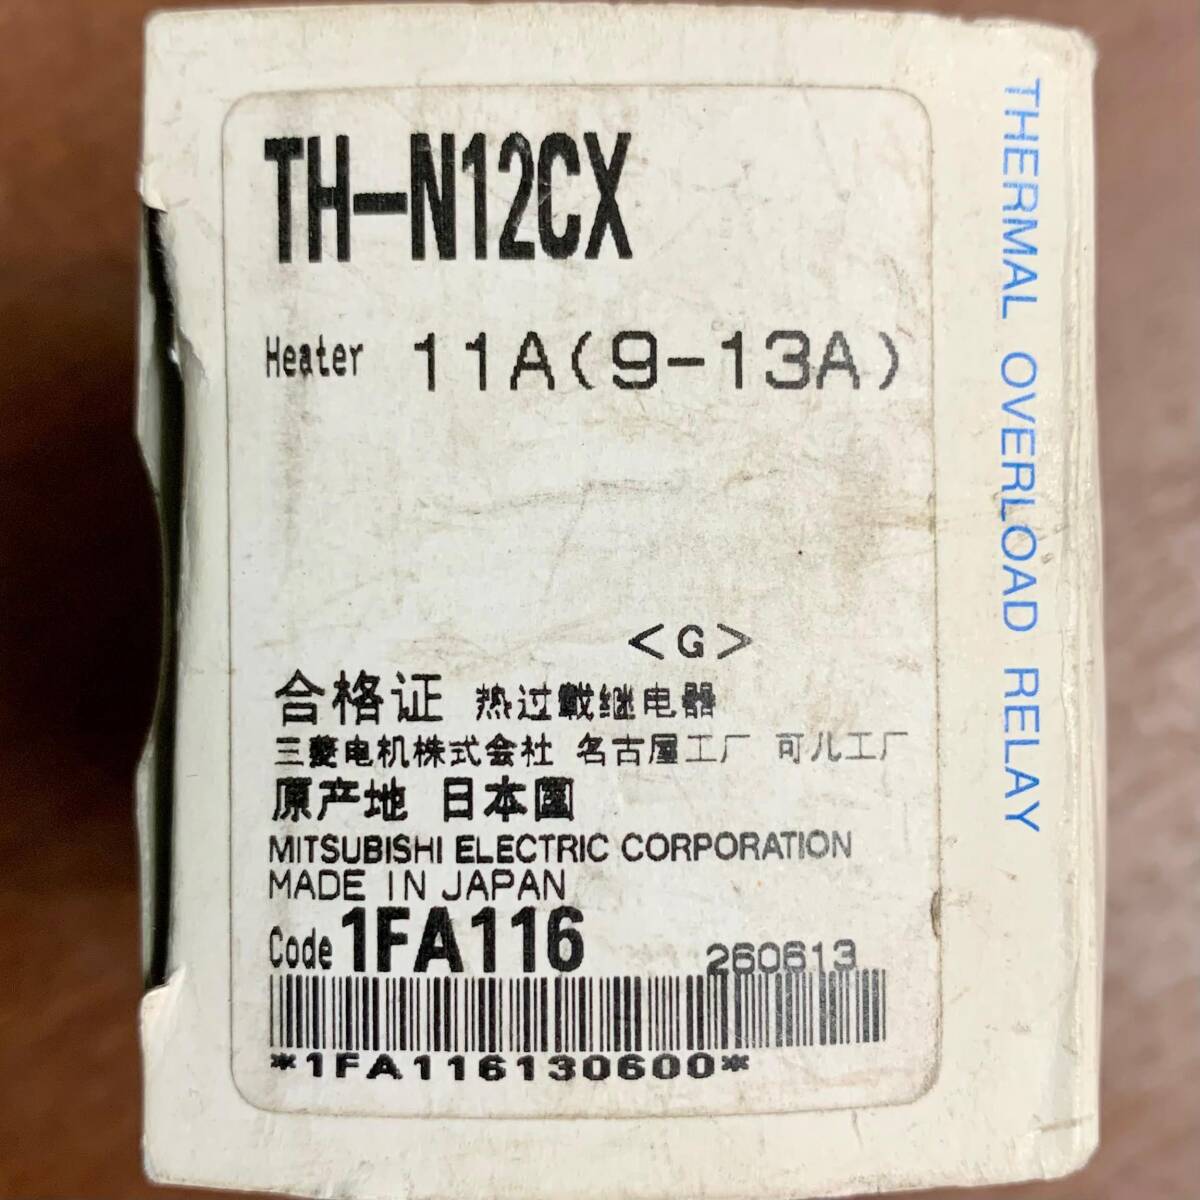 TH-N12CX
Heater 11A(9-13A)
<G>
合格证 热过载继电器
三菱电机株式会社 名古屋工厂 可儿工厂
原产地 日本国
MITSUBISHI ELECTRIC CORPORATION
MADE IN JAPAN
Code 1FA116 260613
*1FA116130600*
THERMAL OVERLOAD RELAY